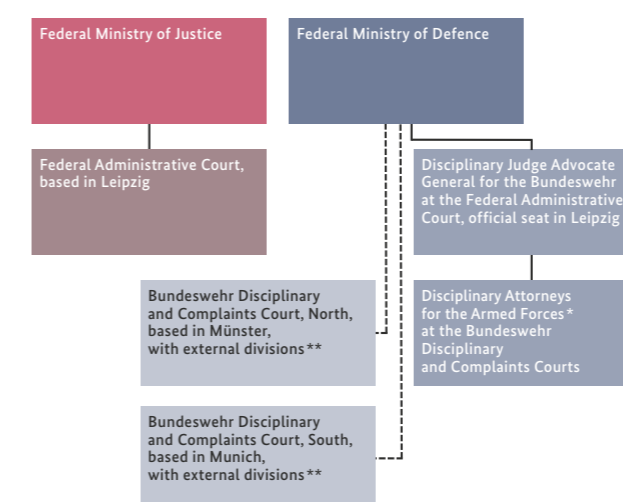 Federal Ministry of Justice
Federal Ministry of Defence
Federal Administrative Court,
based in Leipzig
Disciplinary Judge Advocate
General for the Bundeswehr
at the Federal Administrative
Court, official seat in Leipzig
Bundeswehr Disciplinary
and Complaints Court, North,
based in Münster,
with external divisions**
Disciplinary Attorneys
for the Armed Forces*
at the Bundeswehr
Disciplinary
and Complaints Courts
Bundeswehr Disciplinary
and Complaints Court, South,
based in Munich,
with external divisions**